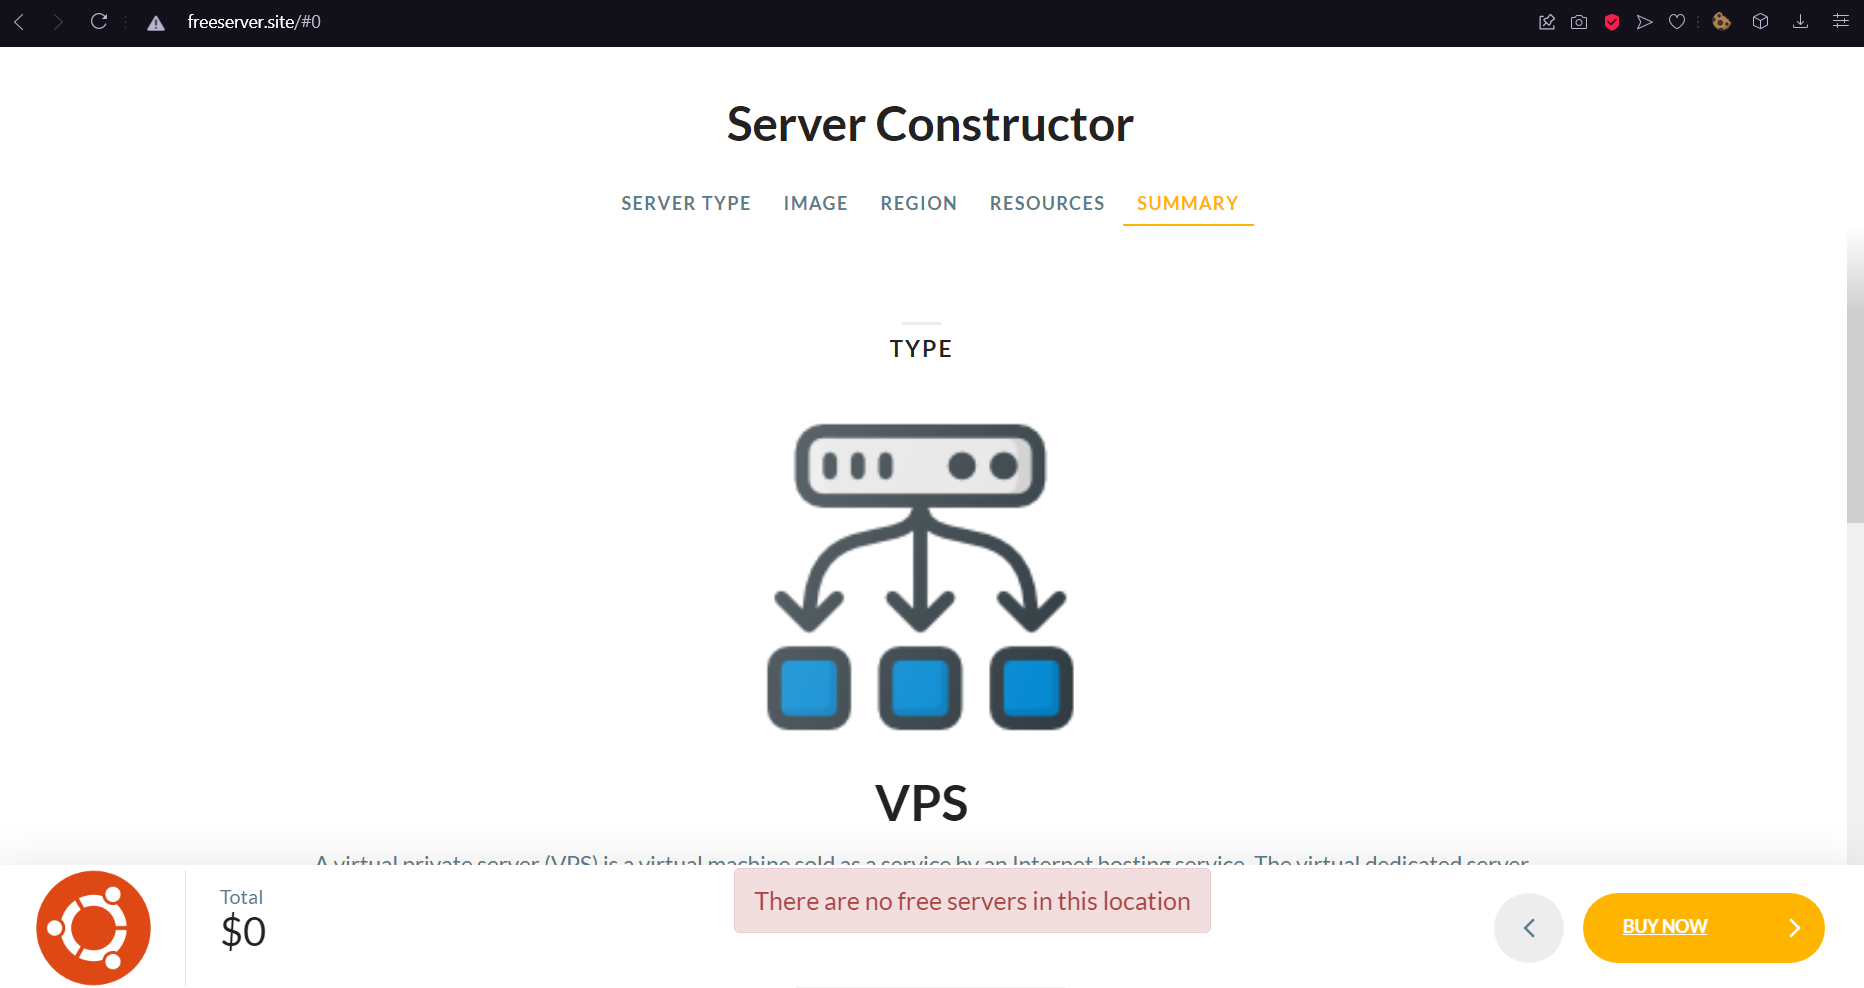 freeserver.site/#0
Server Constructor
SERVER TYPE IMAGE REGION RESOURCES SUMMARY
TYPE
VPS
A virtual private server (VPS) is a virtual machine sold as a service by an Internet hosting service. The virtual dedicated server
Total
$0
There are no free servers in this location
BUY NOW